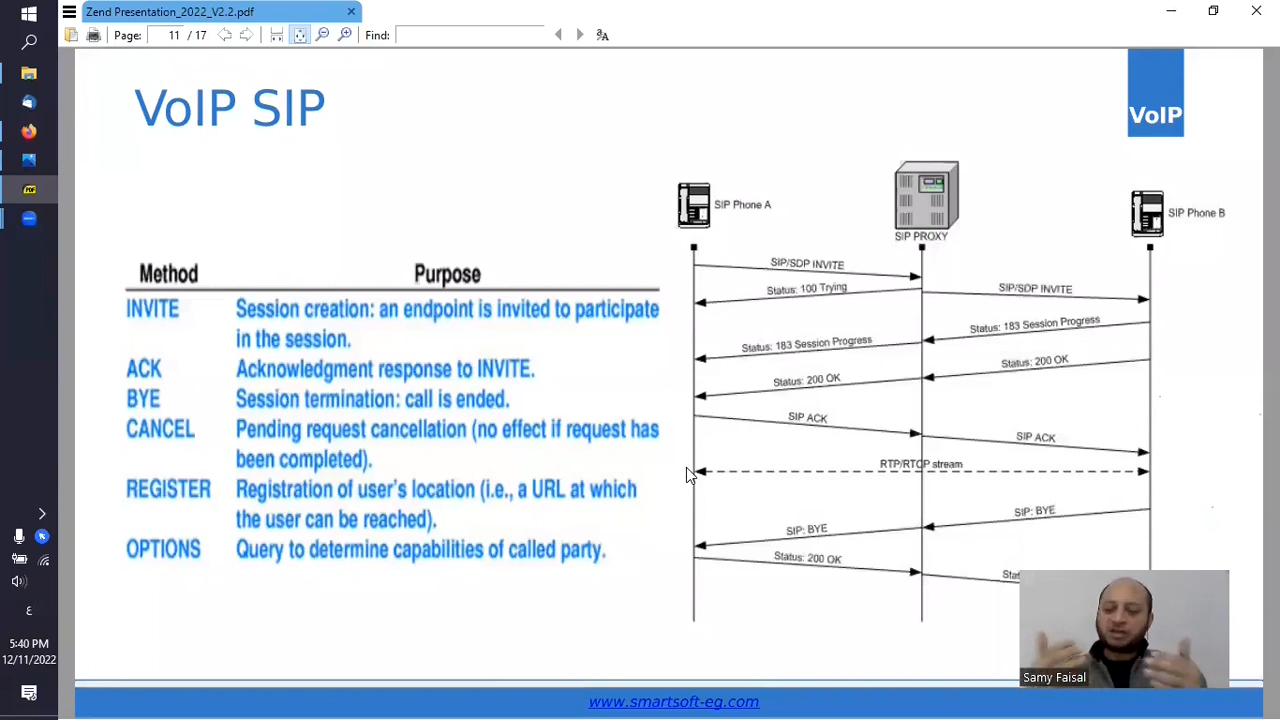 Zend Presentation_2022_V2.2.pdf
Page: 11 / 17
Find:
VoIP SIP
VoIP
SIP Phone A
SIP PROXY
SIP Phone B
Method Purpose
INVITE Session creation: an endpoint is invited to participate
in the session.
ACK Acknowledgment response to INVITE.
BYE Session termination: call is ended.
CANCEL Pending request cancellation (no effect if request has
been completed).
REGISTER Registration of user's location (i.e., a URL at which
the user can be reached).
OPTIONS Query to determine capabilities of called party.
SIP/SDP INVITE
Status: 100 Trying
SIP/SDP INVITE
Status: 183 Session Progress
Status: 183 Session Progress
Status: 200 OK
Status: 200 OK
SIP ACK
SIP ACK
RTP/RTCP stream
SIP: BYE
SIP: BYE
Status: 200 OK
Samy Faisal
www.smartsoft-eg.com
ع
5:40 PM
12/11/2022